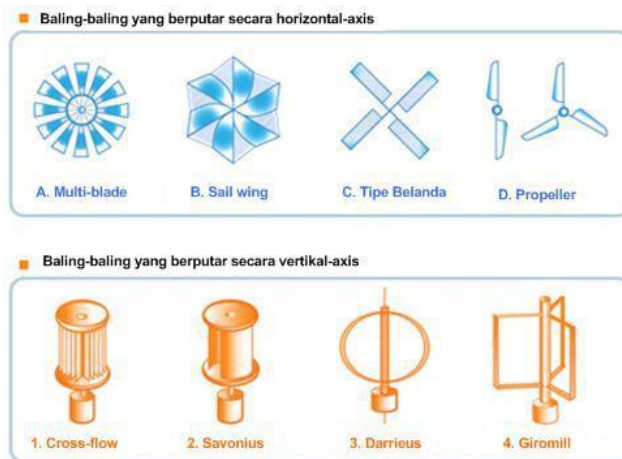 Baling-baling yang berputar secara horizontal-axis
A. Multi-blade
B. Sail wing
C. Tipe Belanda
D. Propeller
Baling-baling yang berputar secara vertikal-axis
1. Cross-flow
2. Savonius
3. Darrieus
4. Giromill